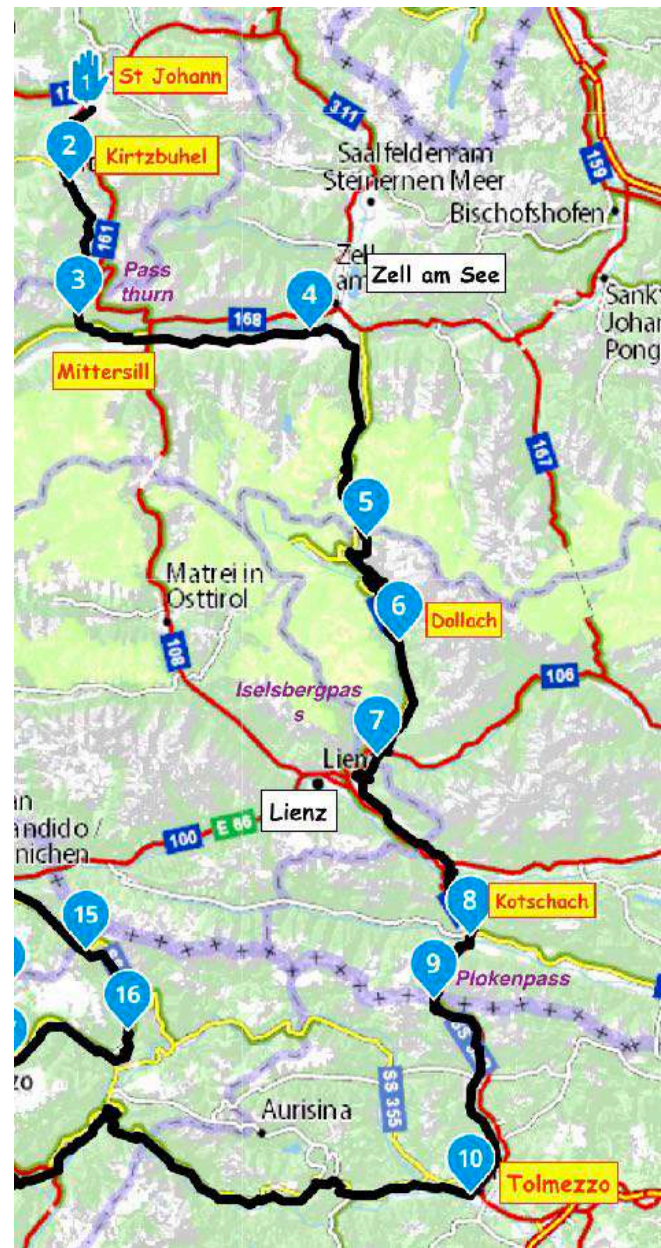 1
St Johann
2
Kirtzbuhel
311
Saalfelden am
Steinernen Meer
159
Bischofshofen
161
3
Pass
thurn
4
Zell
am
Zell am See
168
Sankt
Johan
Pong
Mittersill
167
5
Matrei in
Osttirol
6
Dollach
108
Iselsbergpas
s
106
7
Lien
Lienz
100
E 66
an
andido /
nichen
8
Kotschach
15
9
Plokenpass
16
zo
SS 355
Aurisina
10
Tolmezzo